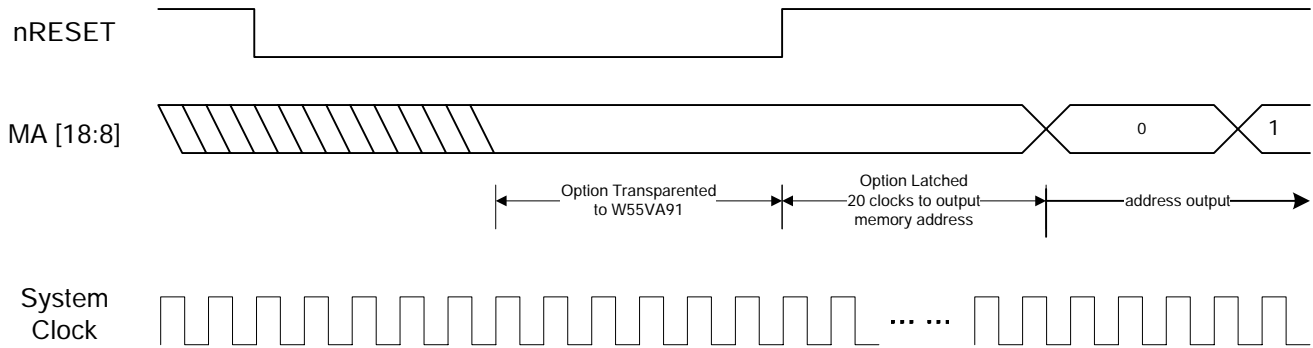 nRESET
MA [18:8]
0
1
Option Transparented
to W55VA91
Option Latched
20 clocks to output
memory address
address output
System
Clock
... ...